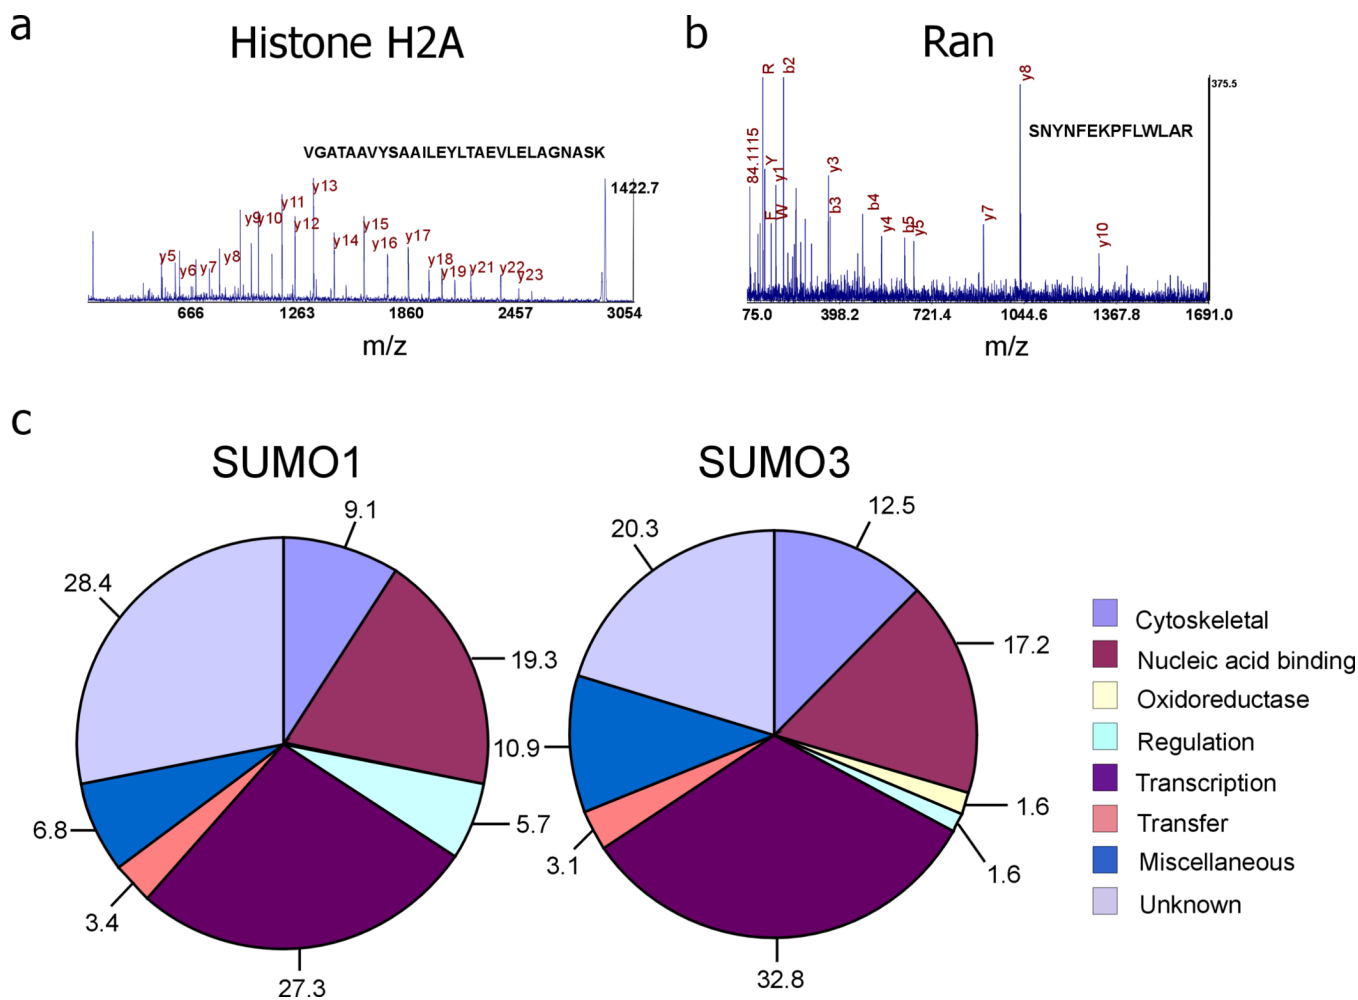 a
Histone H2A
VGATAAVYSAAILEYLTAEVLELAGNASK
1422.7
y5
y6
y7
y8
y9
y10
y11
y12
y13
y14
y15
y16
y17
y18
y19
y21
y22
y23
666
1263
1860
2457
3054
m/z
b
Ran
SNYNFEKPFLWLAR
375.5
84.1115
R
Y
F
y1
W
b2
y3
b3
b4
y4
b5
y5
y7
y8
y10
75.0
398.2
721.4
1044.6
1367.8
1691.0
m/z
c
SUMO1
9.1
19.3
5.7
27.3
3.4
6.8
28.4
SUMO3
12.5
17.2
1.6
1.6
32.8
3.1
10.9
20.3
Cytoskeletal
Nucleic acid binding
Oxidoreductase
Regulation
Transcription
Transfer
Miscellaneous
Unknown